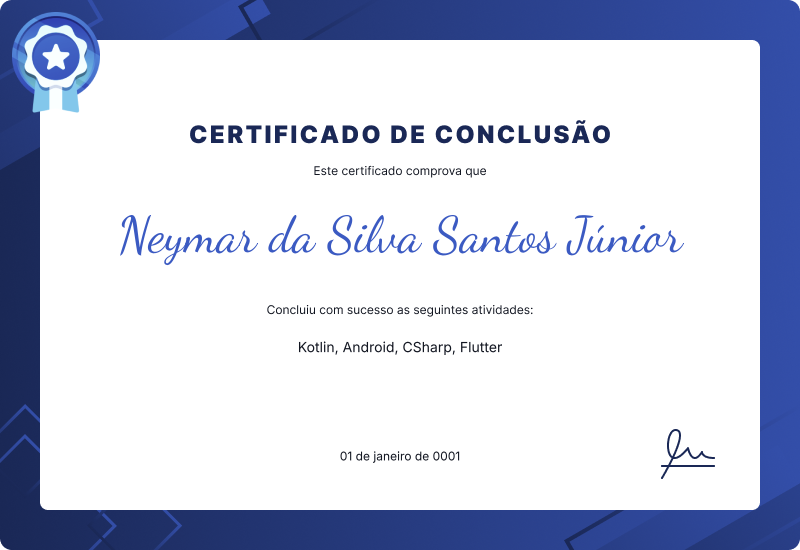 CERTIFICADO DE CONCLUSÃO
Este certificado comprova que
Neymar da Silva Santos Júnior
Concluiu com sucesso as seguintes atividades:
Kotlin, Android, CSharp, Flutter
01 de janeiro de 0001